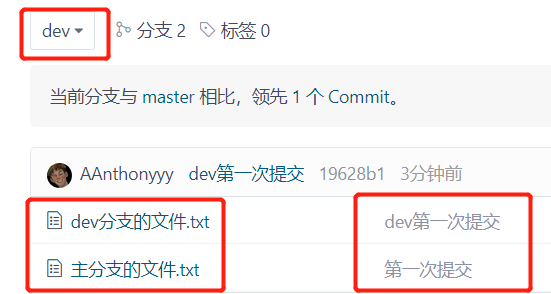 dev 分支 2 标签 0
当前分支与 master 相比，领先 1 个 Commit。
AAnthonyyy dev第一次提交 19628b1 3分钟前
dev分支的文件.txt dev第一次提交
主分支的文件.txt 第一次提交